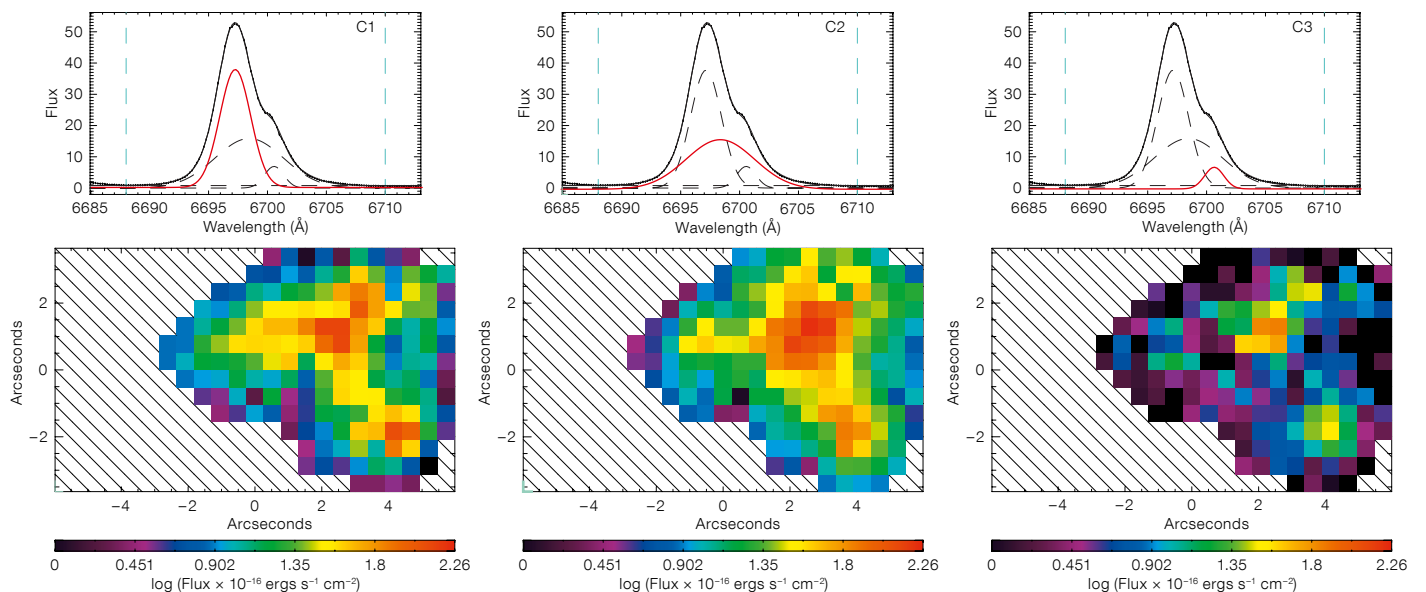 C1
50
40
30
20
10
0
Flux
6685 6690 6695 6700 6705 6710
Wavelength (Å)
C2
50
40
30
20
10
0
Flux
6685 6690 6695 6700 6705 6710
Wavelength (Å)
C3
50
40
30
20
10
0
Flux
6685 6690 6695 6700 6705 6710
Wavelength (Å)
2
0
−2
Arcseconds
−4 −2 0 2 4
Arcseconds
2
0
−2
Arcseconds
−4 −2 0 2 4
Arcseconds
2
0
−2
Arcseconds
−4 −2 0 2 4
Arcseconds
0 0.451 0.902 1.35 1.8 2.26
log (Flux × 10⁻¹⁶ ergs s⁻¹ cm⁻²)
0 0.451 0.902 1.35 1.8 2.26
log (Flux × 10⁻¹⁶ ergs s⁻¹ cm⁻²)
0 0.451 0.902 1.35 1.8 2.26
log (Flux × 10⁻¹⁶ ergs s⁻¹ cm⁻²)